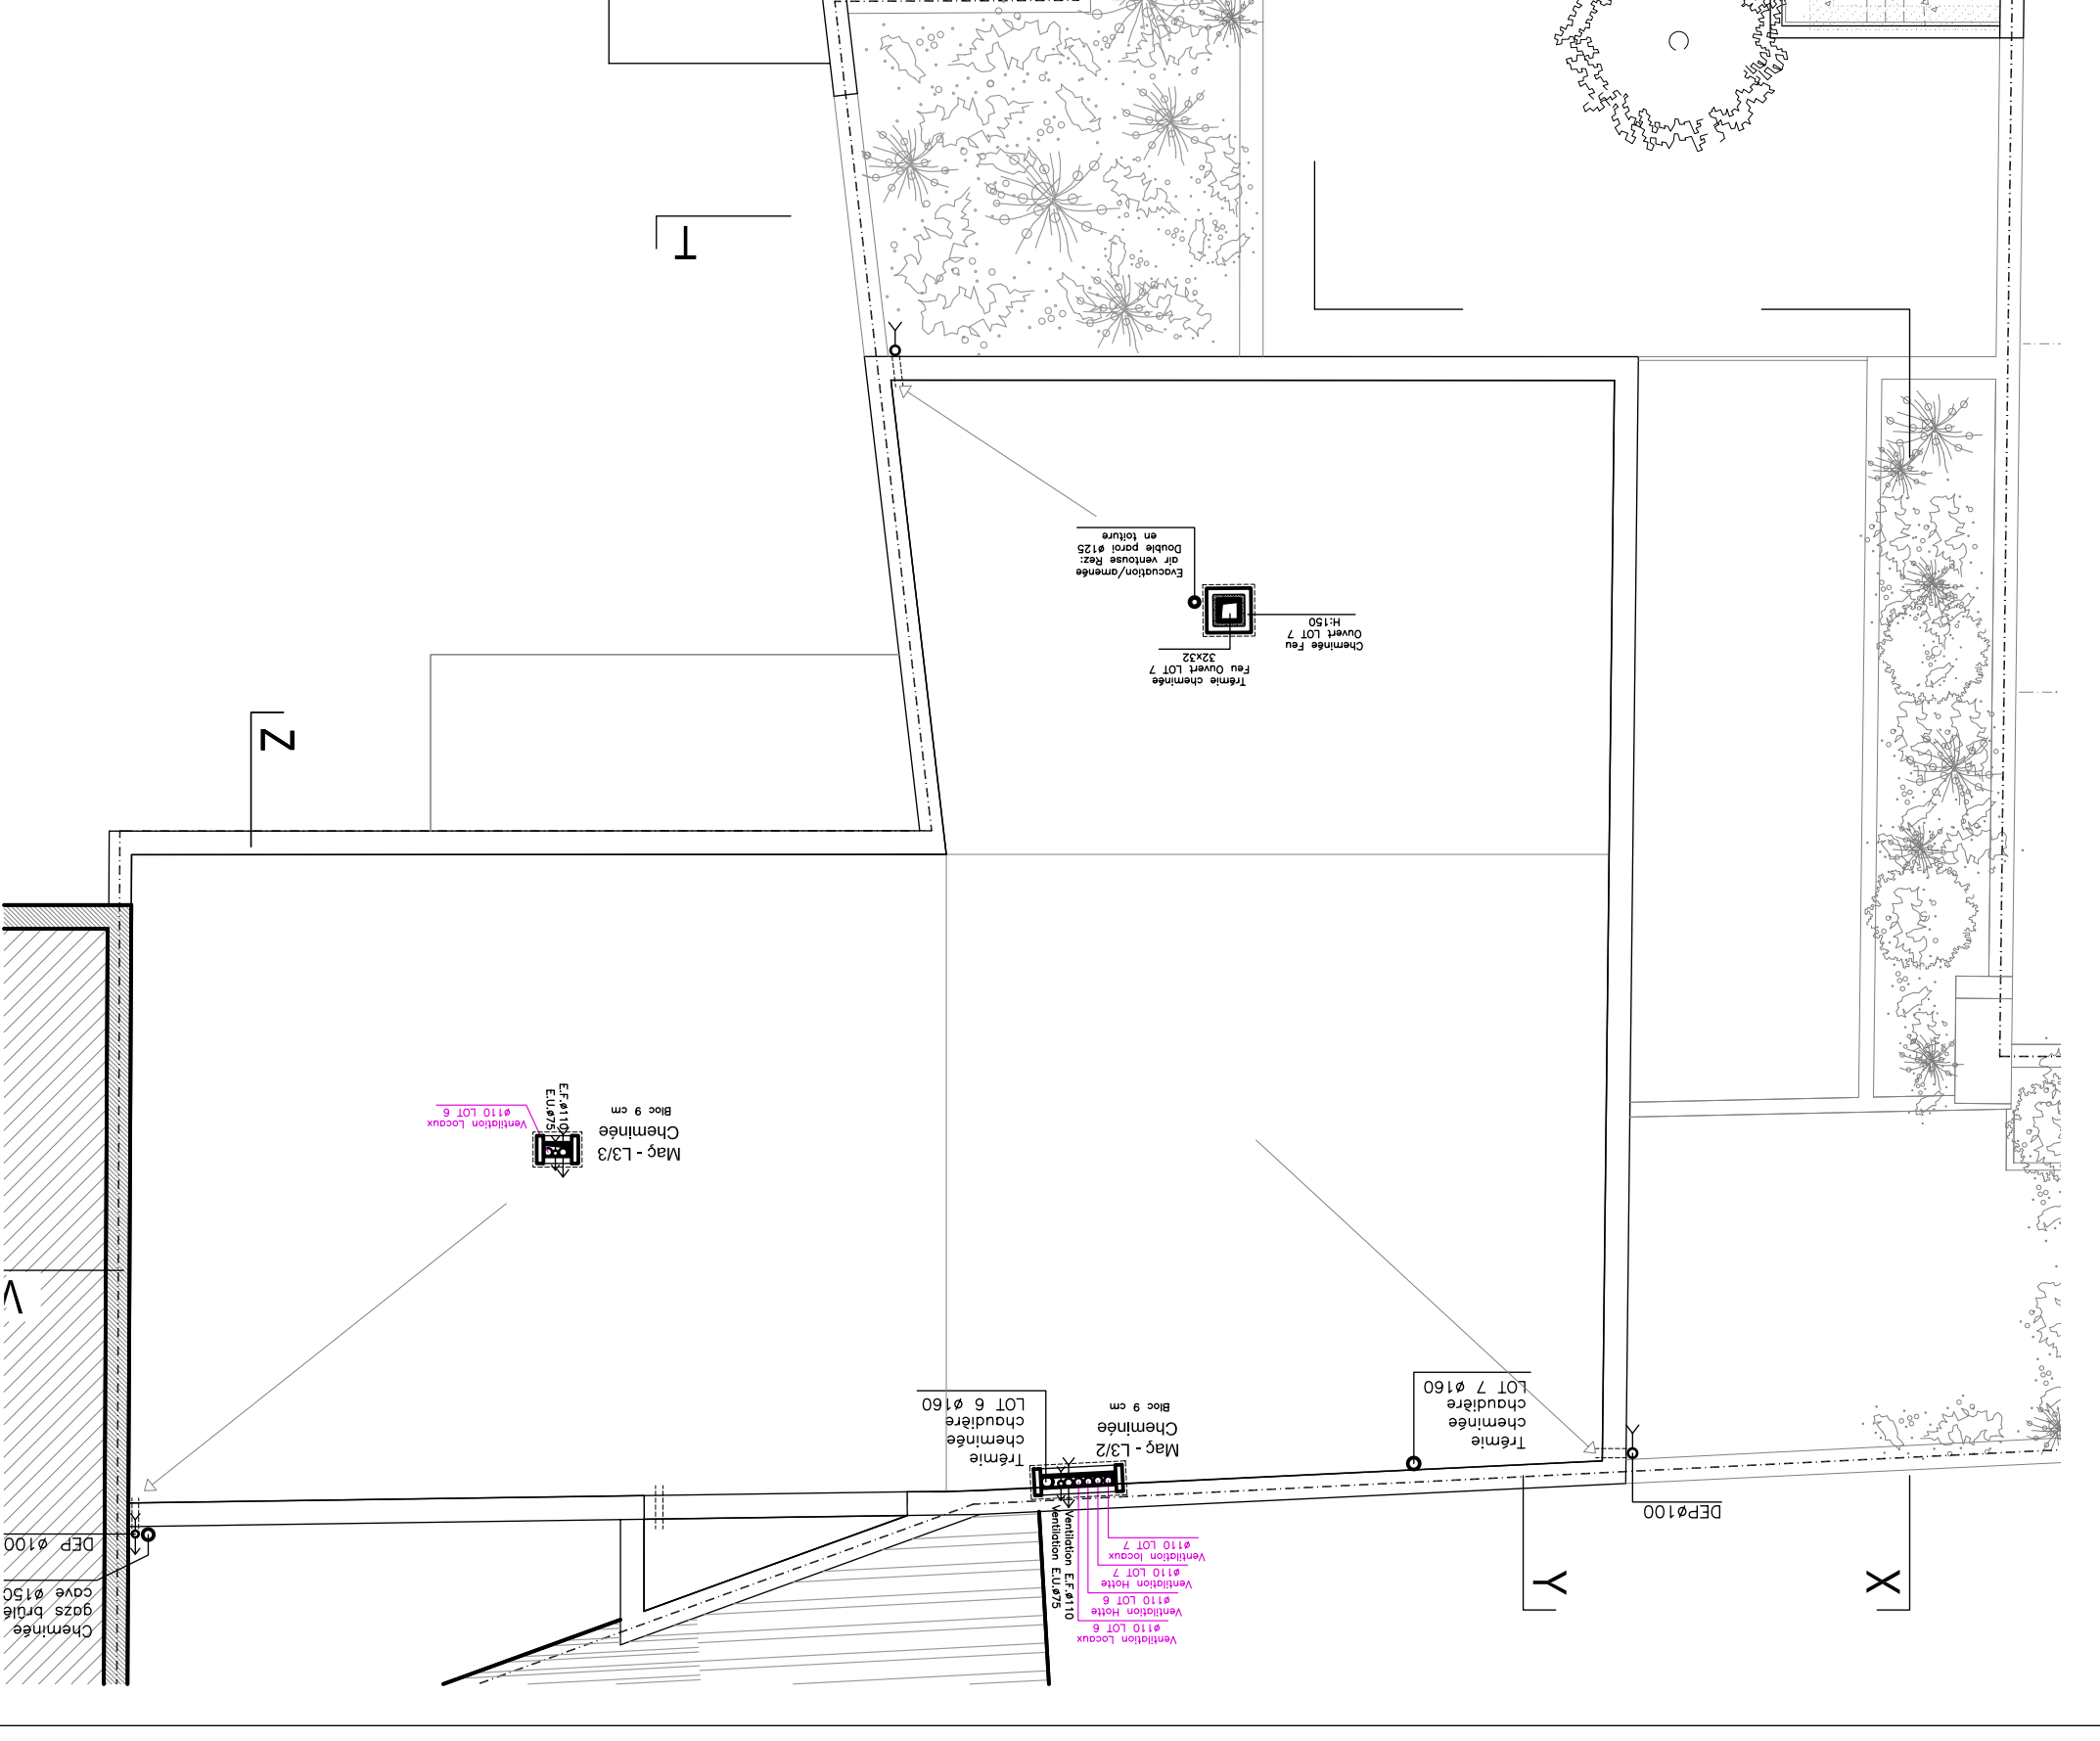 T
Evacuation/amenée
air ventouse Rez:
Double paroi ø125
en toiture
Cheminée Feu
Ouvert LOT 7
H:150
Trémie cheminée
Feu Ouvert LOT 7
32x32
Z
Ventilation Locaux
ø110 LOT 6
E.F.ø110
E.U.ø75
Maç - L3/3
Cheminée
Bloc 9 cm
Trémie
cheminée
chaudière
LOT 6 ø160
Maç - L3/2
Cheminée
Bloc 9 cm
Trémie
cheminée
chaudière
LOT 7 ø160
DEPø100
DEP ø100
Cheminée
gazs brûlé
cave ø150
Ventilation E.F.ø110
Ventilation E.U.ø75
Ventilation locaux
ø110 LOT 7
Ventilation Hotte
ø110 LOT 7
Ventilation Hotte
ø110 LOT 6
Ventilation Locaux
ø110 LOT 6
Y
X